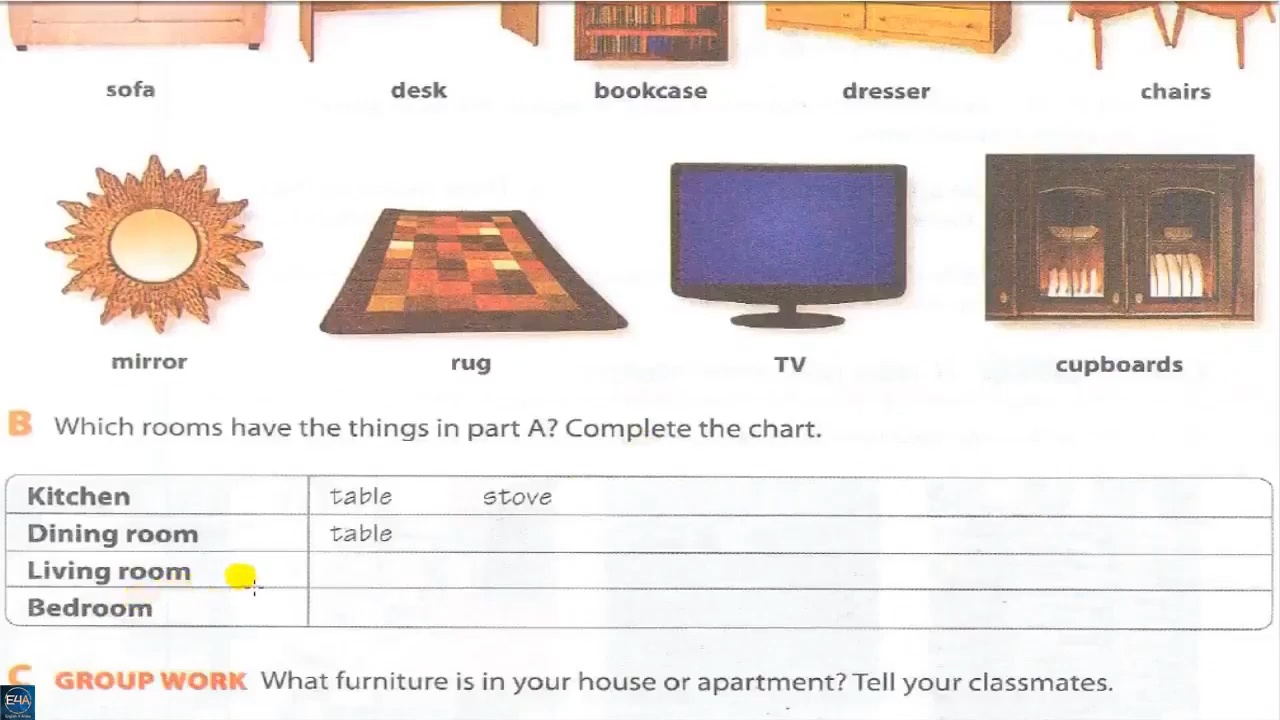 sofa desk bookcase dresser chairs
mirror rug TV cupboards
B Which rooms have the things in part A? Complete the chart.
Kitchen table stove
Dining room table
Living room
Bedroom
C GROUP WORK What furniture is in your house or apartment? Tell your classmates.
E4A